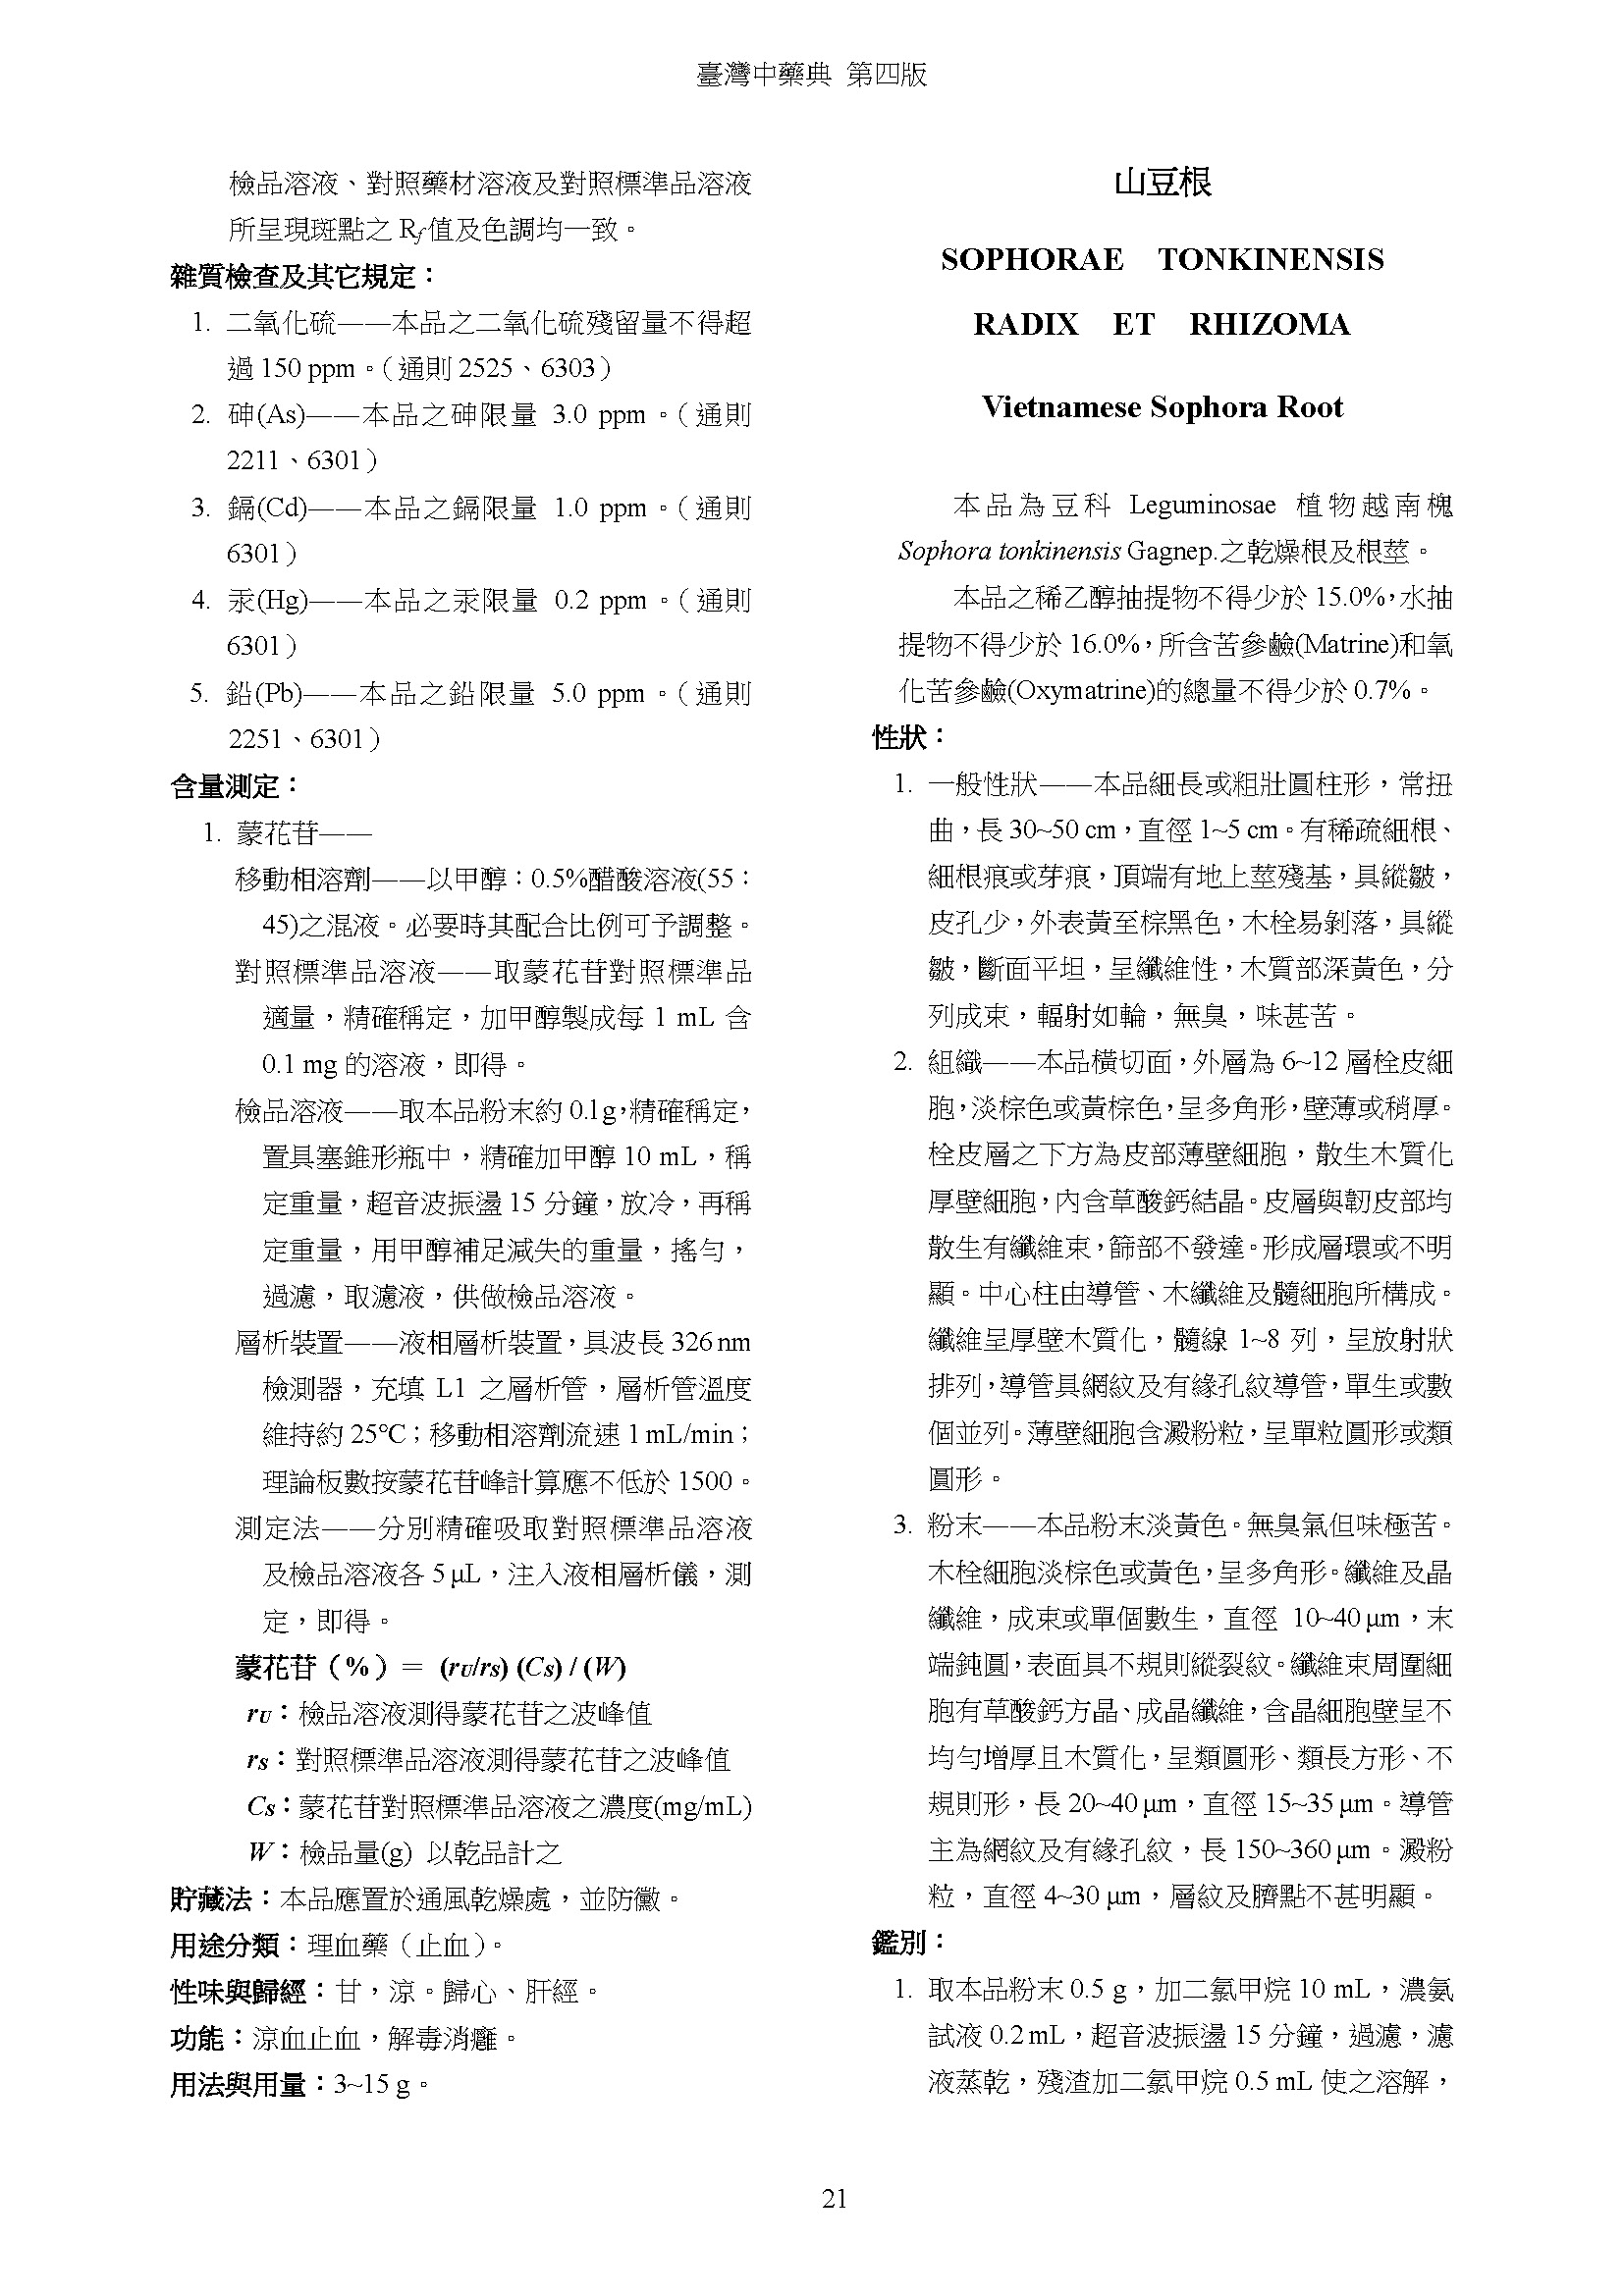 臺灣中藥典 第四版
檢品溶液、對照藥材溶液及對照標準品溶液
所呈現斑點之 Rf值及色調均一致。
雜質檢查及其它規定：
1. 二氧化硫——本品之二氧化硫殘留量不得超
過 150 ppm。（通則 2525、6303）
2. 砷(As)——本品之砷限量 3.0 ppm。（通則
2211、6301）
3. 鎘(Cd)——本品之鎘限量 1.0 ppm。（通則
6301）
4. 汞(Hg)——本品之汞限量 0.2 ppm。（通則
6301）
5. 鉛(Pb)——本品之鉛限量 5.0 ppm。（通則
2251、6301）
含量測定：
1. 蒙花苷——
移動相溶劑——以甲醇：0.5%醋酸溶液(55：
45)之混液。必要時其配合比例可予調整。
對照標準品溶液——取蒙花苷對照標準品
適量，精確稱定，加甲醇製成每 1 mL 含
0.1 mg 的溶液，即得。
檢品溶液——取本品粉末約 0.1g，精確稱定，
置具塞錐形瓶中，精確加甲醇 10 mL，稱
定重量，超音波振盪 15 分鐘，放冷，再稱
定重量，用甲醇補足減失的重量，搖勻，
過濾，取濾液，供做檢品溶液。
層析裝置——液相層析裝置，具波長 326 nm
檢測器，充填 L1 之層析管，層析管溫度
維持約 25℃；移動相溶劑流速 1 mL/min；
理論板數按蒙花苷峰計算應不低於 1500。
測定法——分別精確吸取對照標準品溶液
及檢品溶液各 5 μL，注入液相層析儀，測
定，即得。
蒙花苷（%）＝ (rU/rS) (CS) / (W)
rU：檢品溶液測得蒙花苷之波峰值
rS：對照標準品溶液測得蒙花苷之波峰值
CS：蒙花苷對照標準品溶液之濃度(mg/mL)
W：檢品量(g) 以乾品計之
貯藏法：本品應置於通風乾燥處，並防黴。
用途分類：理血藥（止血）。
性味與歸經：甘，涼。歸心、肝經。
功能：涼血止血，解毒消癰。
用法與用量：3~15 g。
山豆根
SOPHORAE TONKINENSIS
RADIX ET RHIZOMA
Vietnamese Sophora Root
本品為豆科 Leguminosae 植物越南槐
Sophora tonkinensis Gagnep.之乾燥根及根莖。
本品之稀乙醇抽提物不得少於 15.0%，水抽
提物不得少於 16.0%，所含苦參鹼(Matrine)和氧
化苦參鹼(Oxymatrine)的總量不得少於 0.7%。
性狀：
1. 一般性狀——本品細長或粗壯圓柱形，常扭
曲，長 30~50 cm，直徑 1~5 cm。有稀疏細根、
細根痕或芽痕，頂端有地上莖殘基，具縱皺，
皮孔少，外表黃至棕黑色，木栓易剝落，具縱
皺，斷面平坦，呈纖維性，木質部深黃色，分
列成束，輻射如輪，無臭，味甚苦。
2. 組織——本品橫切面，外層為 6~12 層栓皮細
胞，淡棕色或黃棕色，呈多角形，壁薄或稍厚。
栓皮層之下方為皮部薄壁細胞，散生木質化
厚壁細胞，內含草酸鈣結晶。皮層與韌皮部均
散生有纖維束，篩部不發達。形成層環或不明
顯。中心柱由導管、木纖維及髓細胞所構成。
纖維呈厚壁木質化，髓線 1~8 列，呈放射狀
排列，導管具網紋及有緣孔紋導管，單生或數
個並列。薄壁細胞含澱粉粒，呈單粒圓形或類
圓形。
3. 粉末——本品粉末淡黃色。無臭氣但味極苦。
木栓細胞淡棕色或黃色，呈多角形。纖維及晶
纖維，成束或單個數生，直徑 10~40 μm，末
端鈍圓，表面具不規則縱裂紋。纖維束周圍細
胞有草酸鈣方晶、成晶纖維，含晶細胞壁呈不
均勻增厚且木質化，呈類圓形、類長方形、不
規則形，長 20~40 μm，直徑 15~35 μm。導管
主為網紋及有緣孔紋，長 150~360 μm。澱粉
粒，直徑 4~30 μm，層紋及臍點不甚明顯。
鑑別：
1. 取本品粉末 0.5 g，加二氯甲烷 10 mL，濃氨
試液 0.2 mL，超音波振盪 15 分鐘，過濾，濾
液蒸乾，殘渣加二氯甲烷 0.5 mL 使之溶解，
21